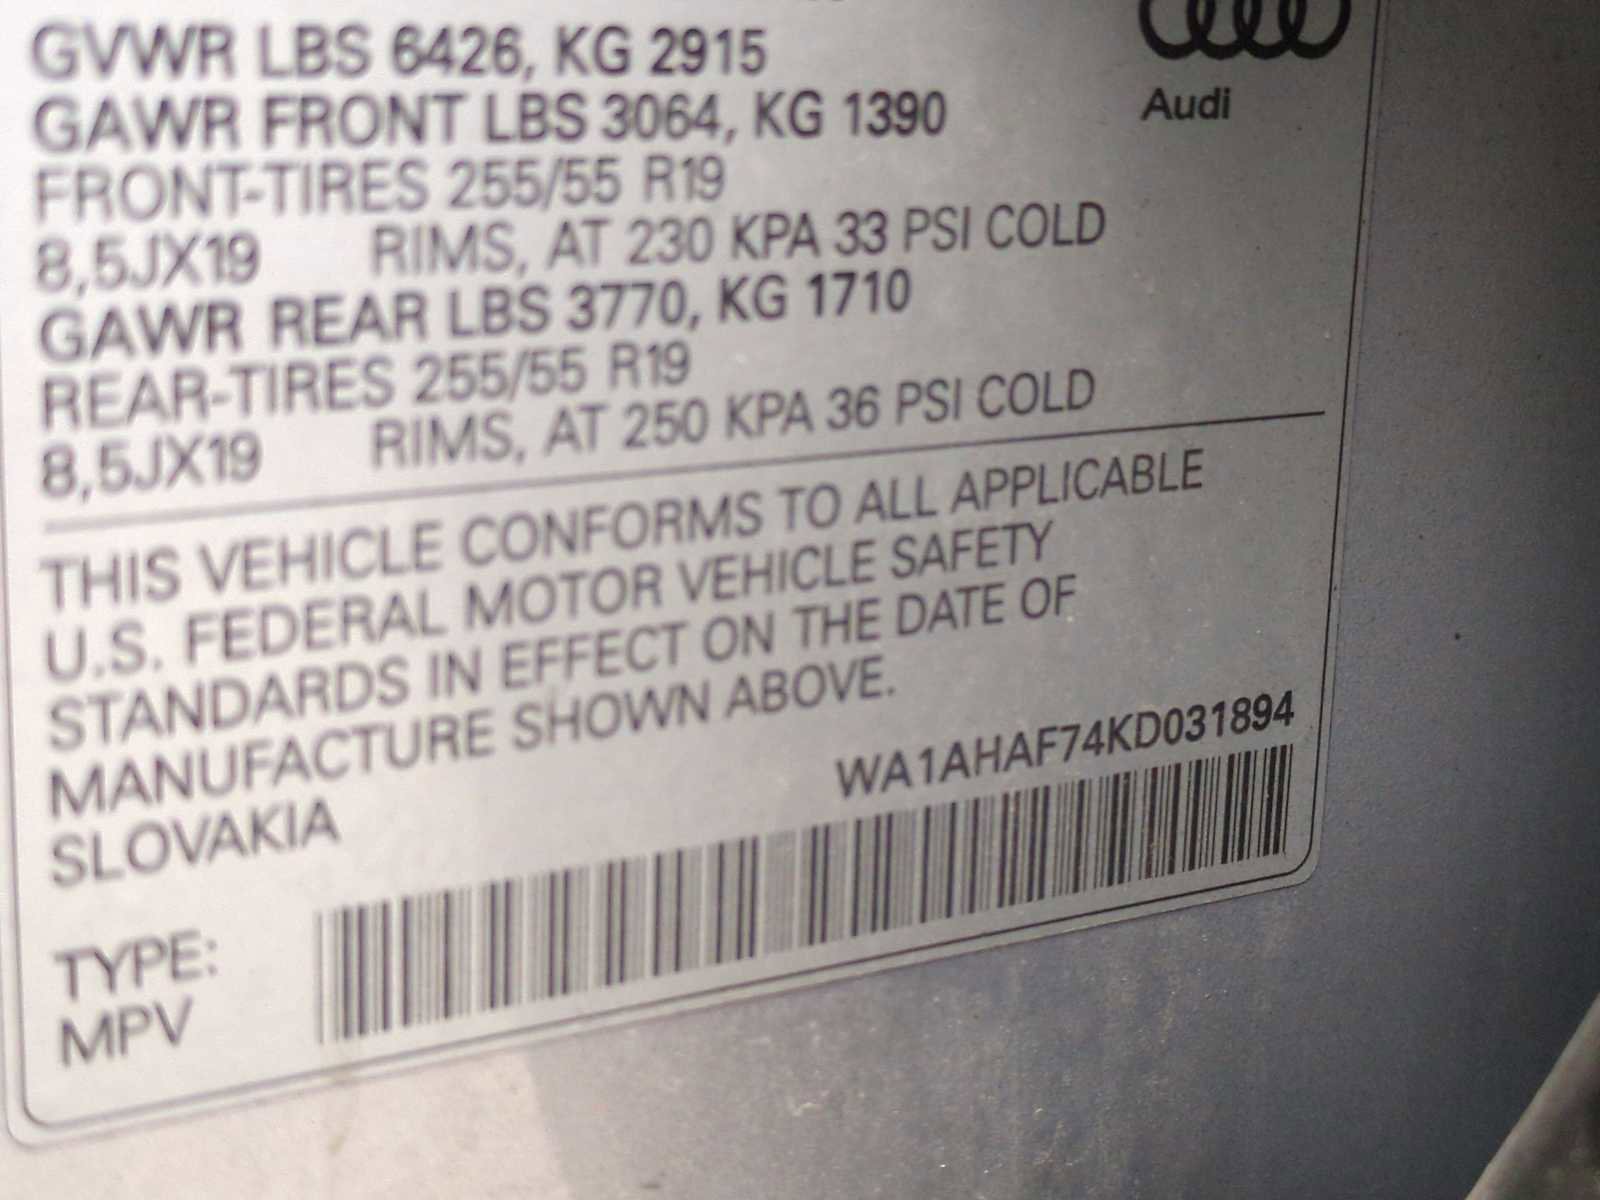 GVWR LBS 6426, KG 2915
GAWR FRONT LBS 3064, KG 1390
FRONT-TIRES 255/55 R19
8,5JX19 RIMS, AT 230 KPA 33 PSI COLD
GAWR REAR LBS 3770, KG 1710
REAR-TIRES 255/55 R19
8,5JX19 RIMS, AT 250 KPA 36 PSI COLD
Audi
THIS VEHICLE CONFORMS TO ALL APPLICABLE
U.S. FEDERAL MOTOR VEHICLE SAFETY
STANDARDS IN EFFECT ON THE DATE OF
MANUFACTURE SHOWN ABOVE.
SLOVAKIA
WA1AHAF74KD031894
TYPE:
MPV